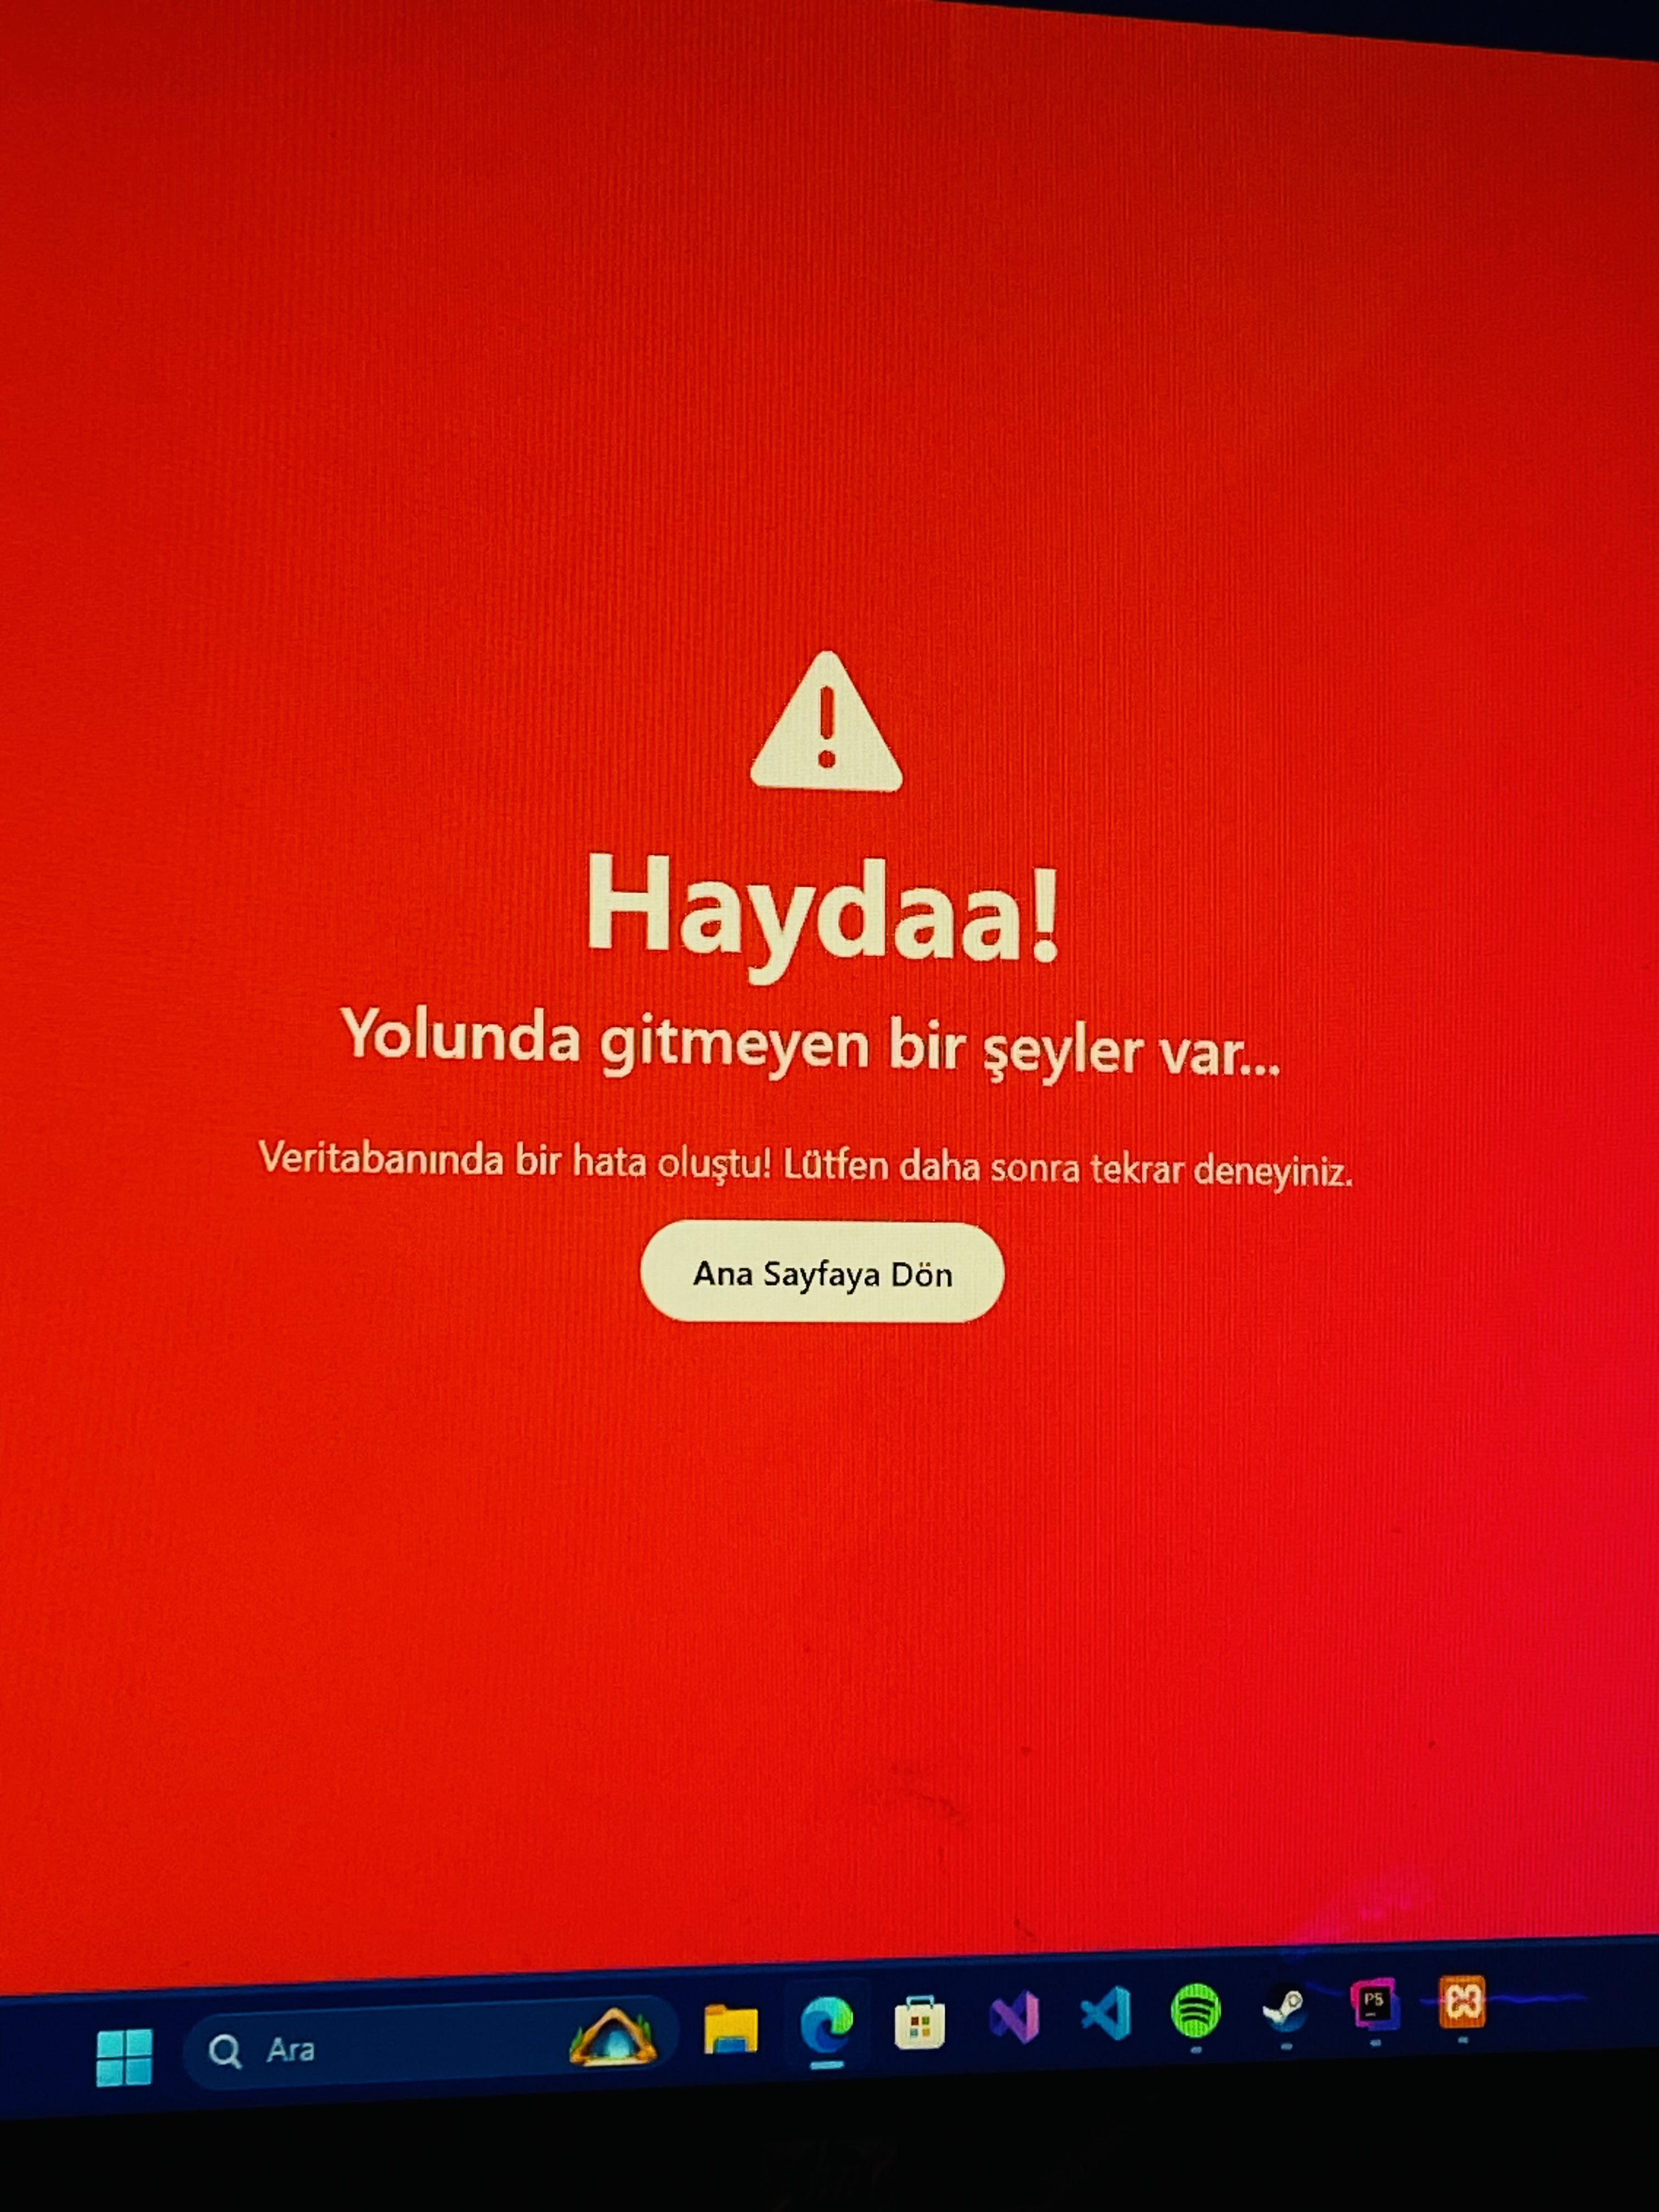 Haydaa!
Yolunda gitmeyen bir şeyler var...
Veritabanında bir hata oluştu! Lütfen daha sonra tekrar deneyiniz.
Ana Sayfaya Dön
Ara
PS